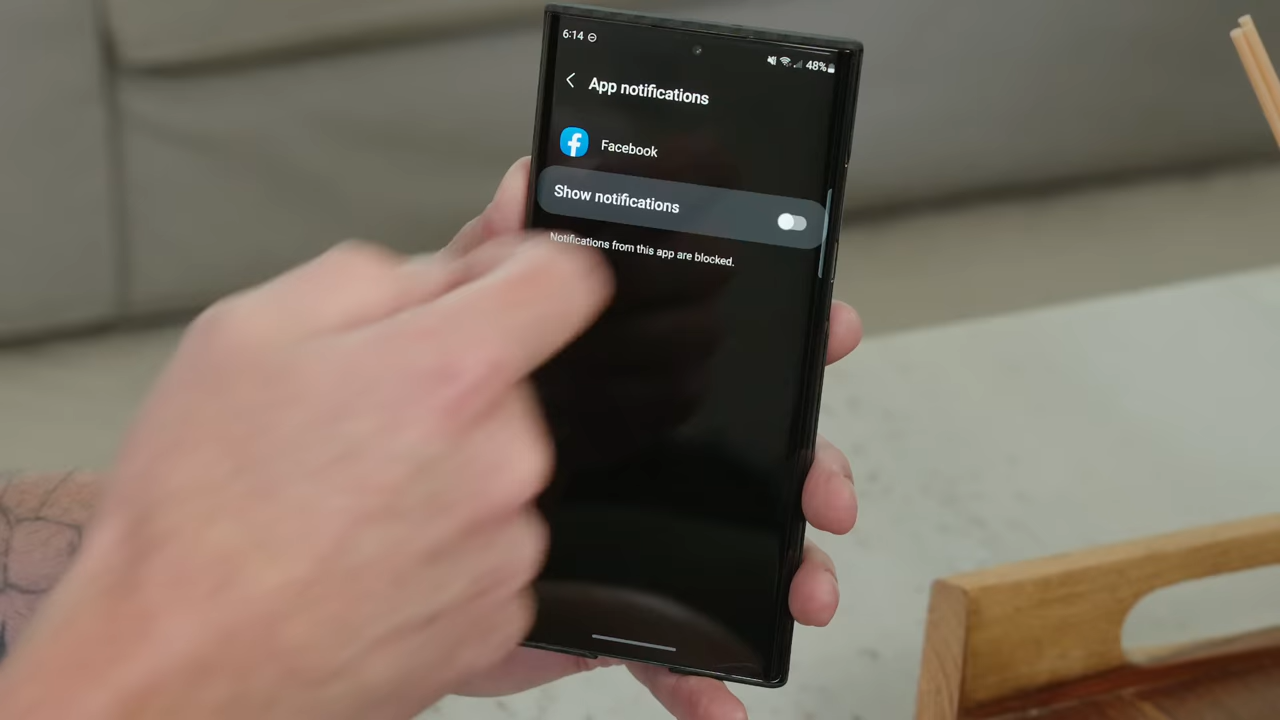 6:14
48%
App notifications
Facebook
Show notifications
Notifications from this app are blocked.